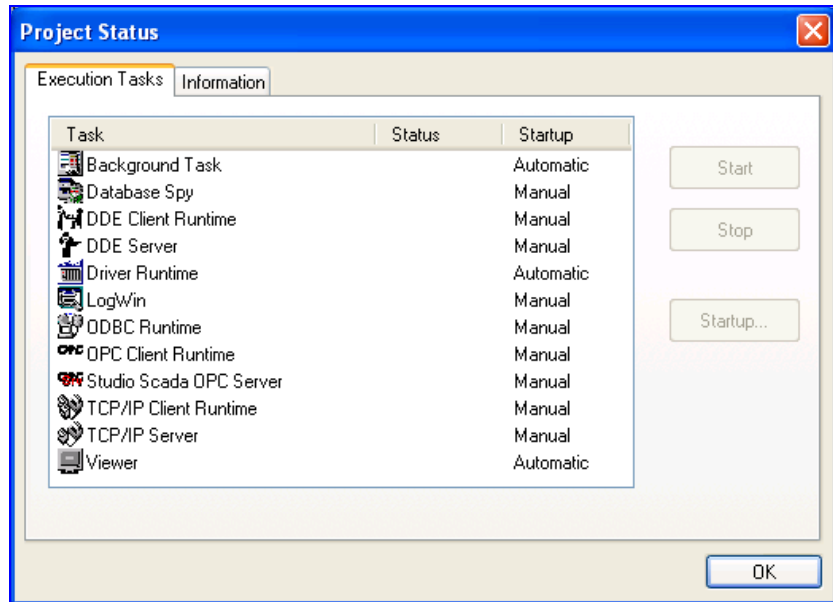 Project Status
Execution Tasks Information
Task Status Startup
Background Task Automatic
Start
Database Spy Manual
DDE Client Runtime Manual
Stop
DDE Server Manual
Driver Runtime Automatic
LogWin Manual
Startup...
ODBC Runtime Manual
OPC OPC Client Runtime Manual
Studio Scada OPC Server Manual
TCP/IP Client Runtime Manual
TCP/IP Server Manual
Viewer Automatic
OK